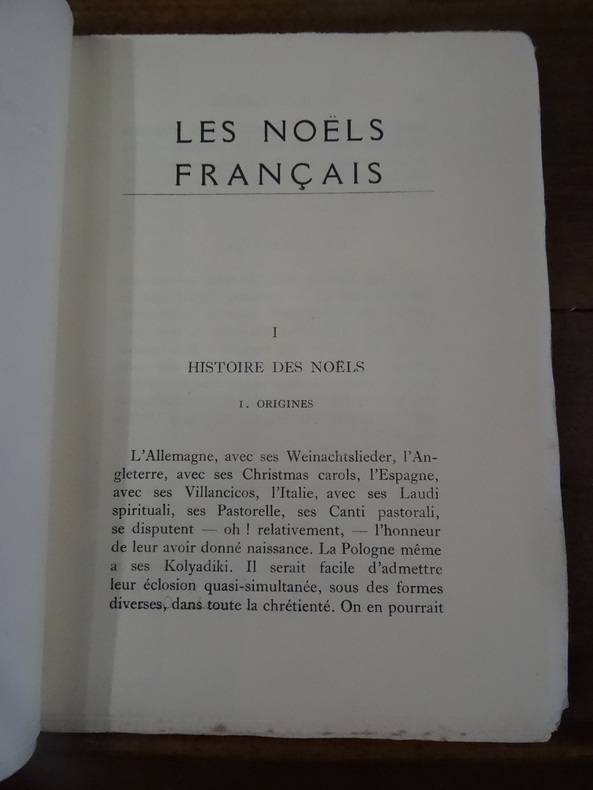 LES NOËLS
FRANÇAIS
I
HISTOIRE DES NOËLS
1. ORIGINES
L'Allemagne, avec ses Weinachtslieder, l'An-
gleterre, avec ses Christmas carols, l'Espagne,
avec ses Villancicos, l'Italie, avec ses Laudi
spirituali, ses Pastorelle, ses Canti pastorali,
se disputent — oh ! relativement, — l'honneur
de leur avoir donné naissance. La Pologne même
a ses Kolyadiki. Il serait facile d'admettre
leur éclosion quasi-simultanée, sous des formes
diverses, dans toute la chrétienté. On en pourrait